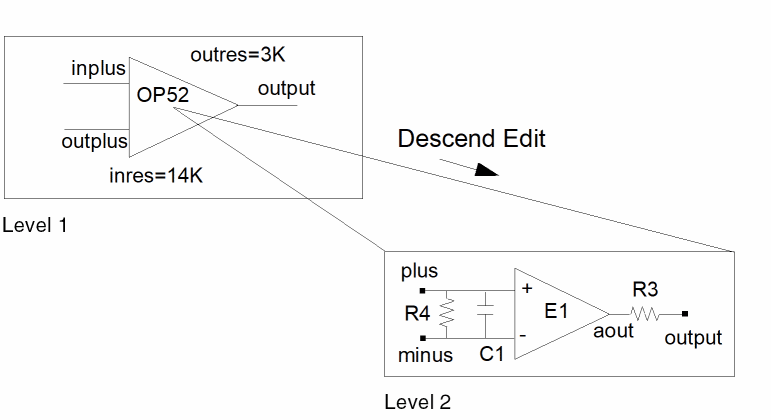 outres=3K
inplus
OP52
output
outplus
inres=14K
Level 1
Descend Edit
plus
+
R4
E1
R3
aout
output
-
minus
C1
Level 2